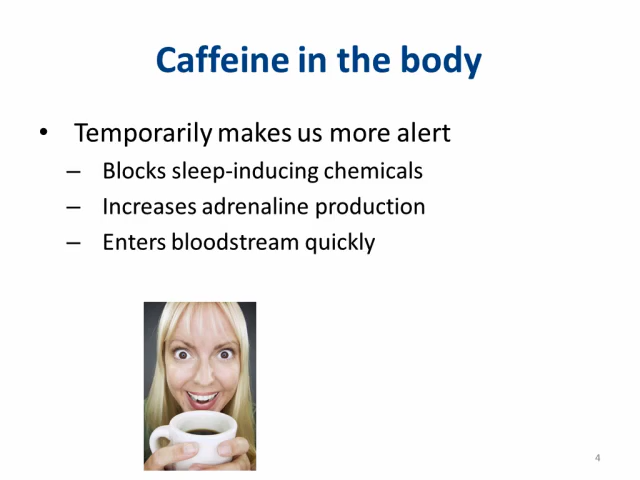 Caffeine in the body
• Temporarily makes us more alert
– Blocks sleep-inducing chemicals
– Increases adrenaline production
– Enters bloodstream quickly
4